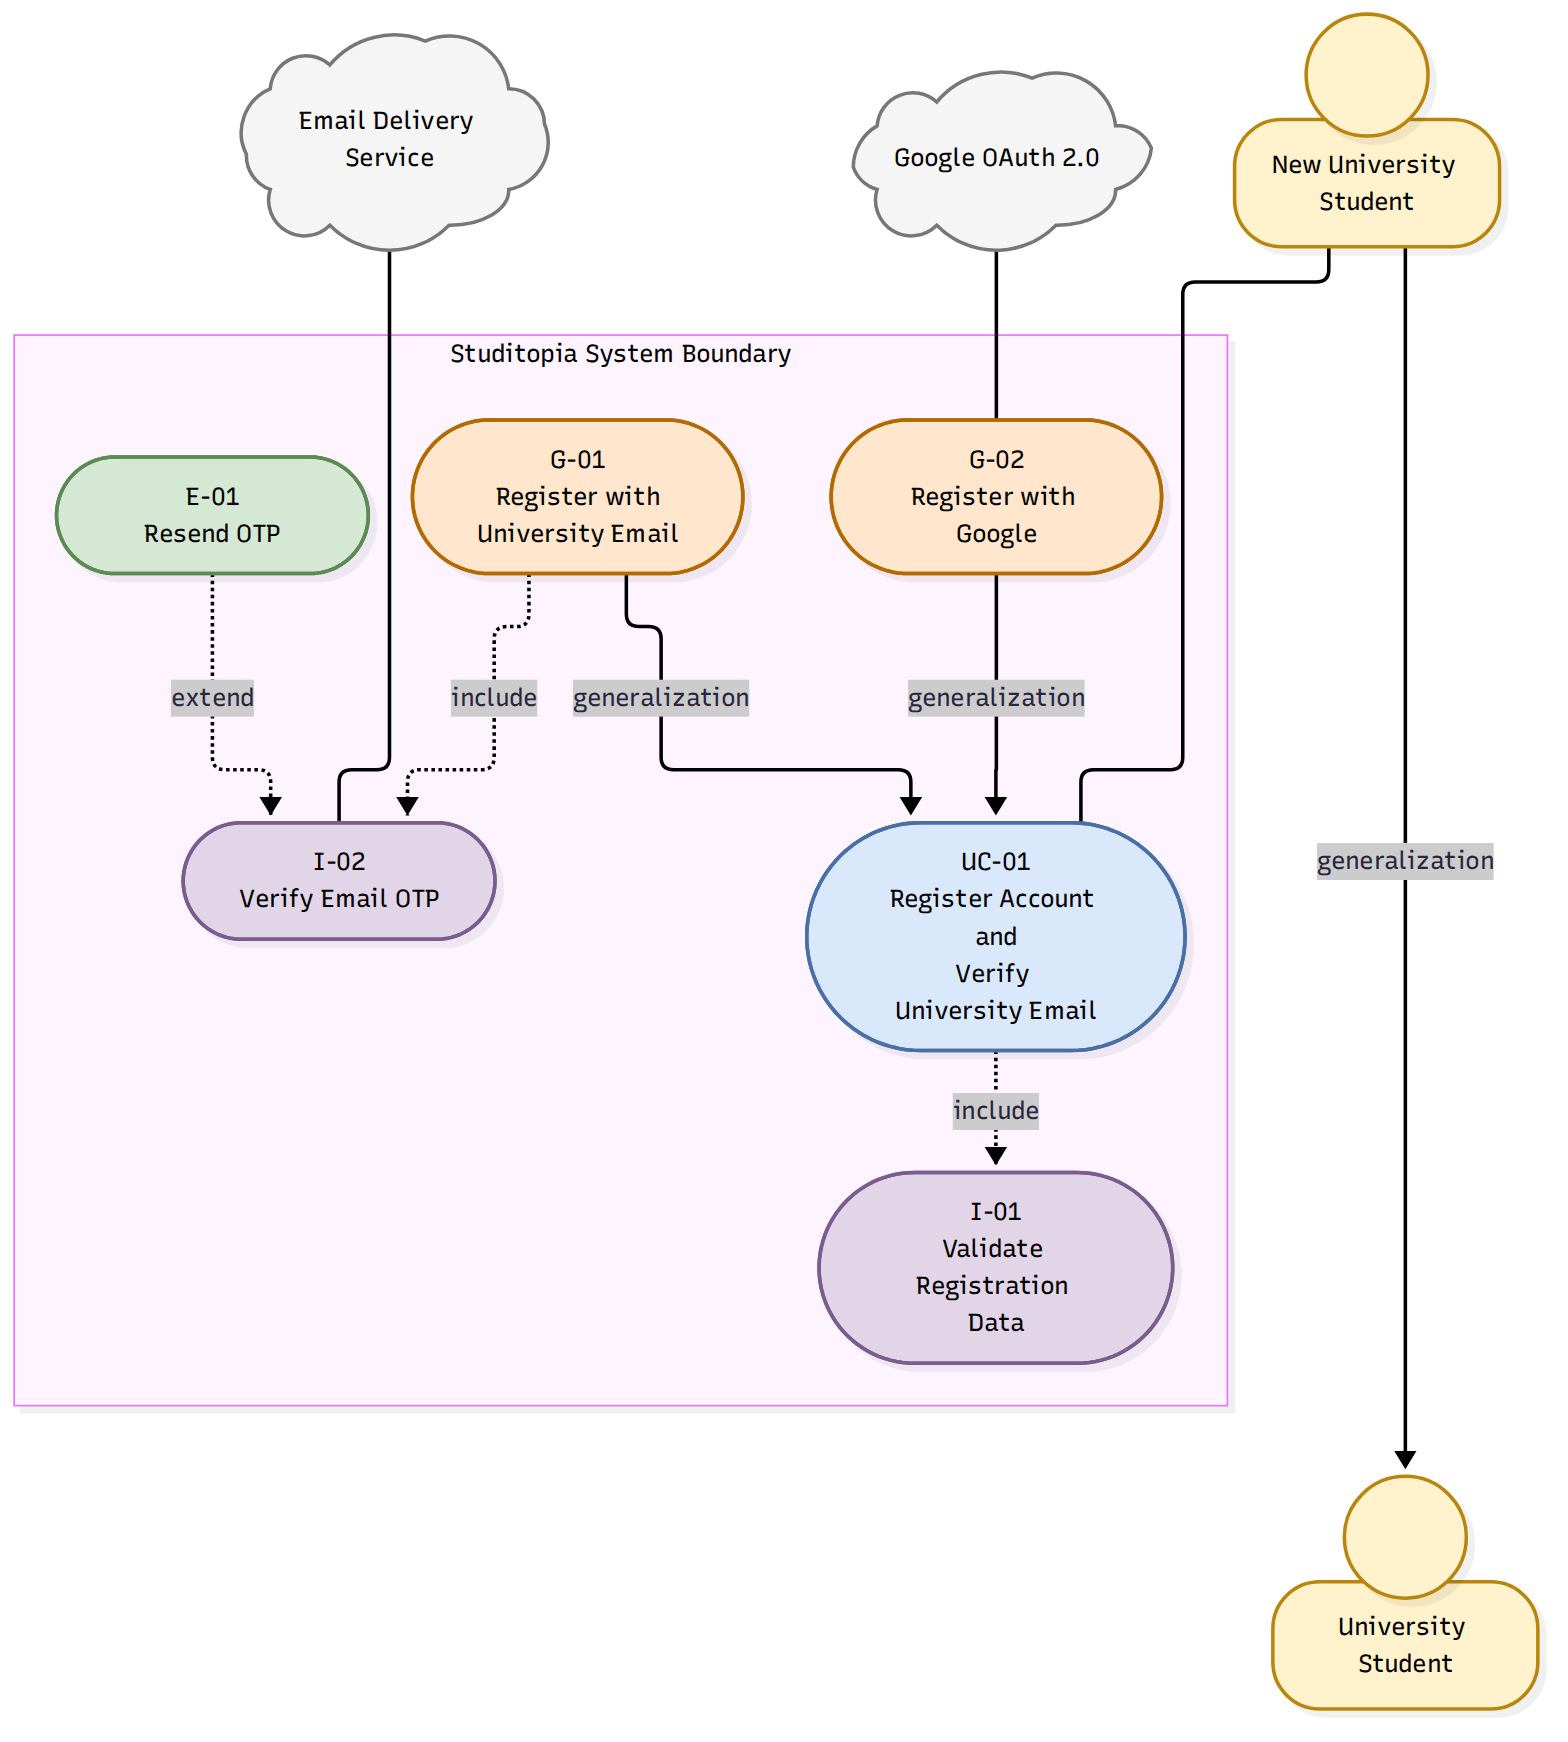 Email Delivery
Service
Google OAuth 2.0
New University
Student
Studitopia System Boundary
E-01
Resend OTP
G-01
Register with
University Email
G-02
Register with
Google
extend
include
generalization
generalization
generalization
I-02
Verify Email OTP
UC-01
Register Account
and
Verify
University Email
include
I-01
Validate
Registration
Data
University
Student